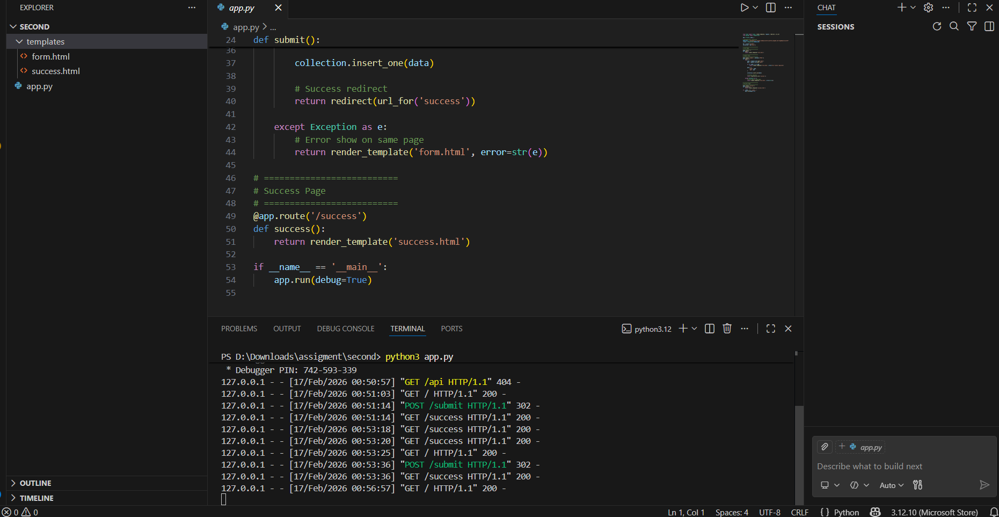 EXPLORER
SECOND
templates
form.html
success.html
app.py
OUTLINE
TIMELINE
app.py
app.py > ...
24 def submit():
36
37 collection.insert_one(data)
38
39 # Success redirect
40 return redirect(url_for('success'))
41
42 except Exception as e:
43 # Error show on same page
44 return render_template('form.html', error=str(e))
45
46 # ==========================
47 # Success Page
48 # ==========================
49 @app.route('/success')
50 def success():
51 return render_template('success.html')
52
53 if __name__ == '__main__':
54 app.run(debug=True)
55
PROBLEMS OUTPUT DEBUG CONSOLE TERMINAL PORTS
python3.12
PS D:\Downloads\assigment\second> python3 app.py
* Debugger PIN: 742-593-339
127.0.0.1 - - [17/Feb/2026 00:50:57] "GET /api HTTP/1.1" 404 -
127.0.0.1 - - [17/Feb/2026 00:51:03] "GET / HTTP/1.1" 200 -
127.0.0.1 - - [17/Feb/2026 00:51:14] "POST /submit HTTP/1.1" 302 -
127.0.0.1 - - [17/Feb/2026 00:51:14] "GET /success HTTP/1.1" 200 -
127.0.0.1 - - [17/Feb/2026 00:53:18] "GET /success HTTP/1.1" 200 -
127.0.0.1 - - [17/Feb/2026 00:53:20] "GET /success HTTP/1.1" 200 -
127.0.0.1 - - [17/Feb/2026 00:53:25] "GET / HTTP/1.1" 200 -
127.0.0.1 - - [17/Feb/2026 00:53:36] "POST /submit HTTP/1.1" 302 -
127.0.0.1 - - [17/Feb/2026 00:53:36] "GET /success HTTP/1.1" 200 -
127.0.0.1 - - [17/Feb/2026 00:56:57] "GET / HTTP/1.1" 200 -
CHAT
SESSIONS
app.py
Describe what to build next
Auto
0 0
Ln 1, Col 1 Spaces: 4 UTF-8 CRLF { } Python 3.12.10 (Microsoft Store)